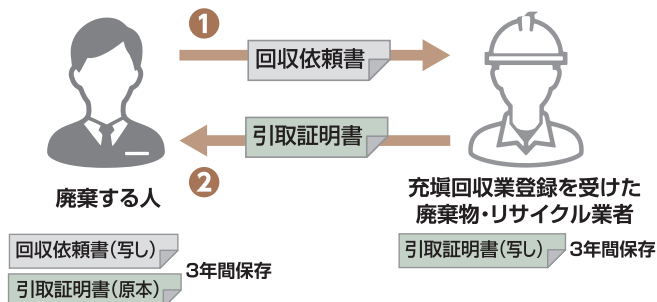 1
回収依頼書
引取証明書
2
廃棄する人
充塡回収業登録を受けた
廃棄物・リサイクル業者
回収依頼書(写し)
引取証明書(原本)
3年間保存
引取証明書(写し)
3年間保存